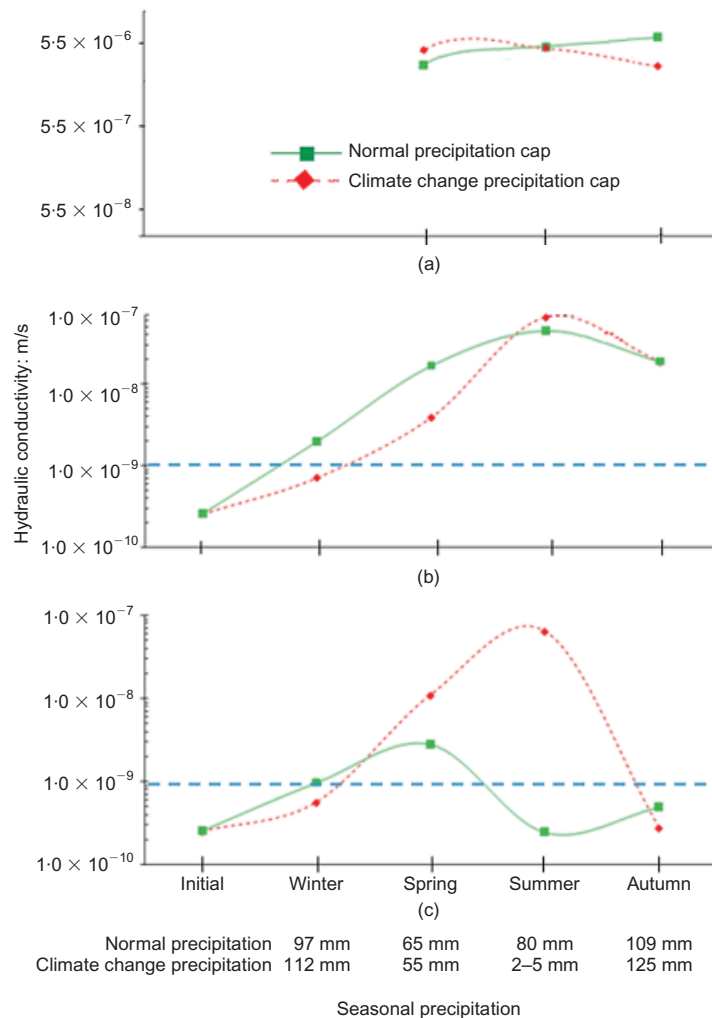 5·5 × 10⁻⁶
5·5 × 10⁻⁷
5·5 × 10⁻⁸
Normal precipitation cap
Climate change precipitation cap
(a)
Hydraulic conductivity: m/s
1·0 × 10⁻⁷
1·0 × 10⁻⁸
1·0 × 10⁻⁹
1·0 × 10⁻¹⁰
(b)
1·0 × 10⁻⁷
1·0 × 10⁻⁸
1·0 × 10⁻⁹
1·0 × 10⁻¹⁰
Initial Winter Spring Summer Autumn
(c)
Normal precipitation 97 mm 65 mm 80 mm 109 mm
Climate change precipitation 112 mm 55 mm 2–5 mm 125 mm
Seasonal precipitation